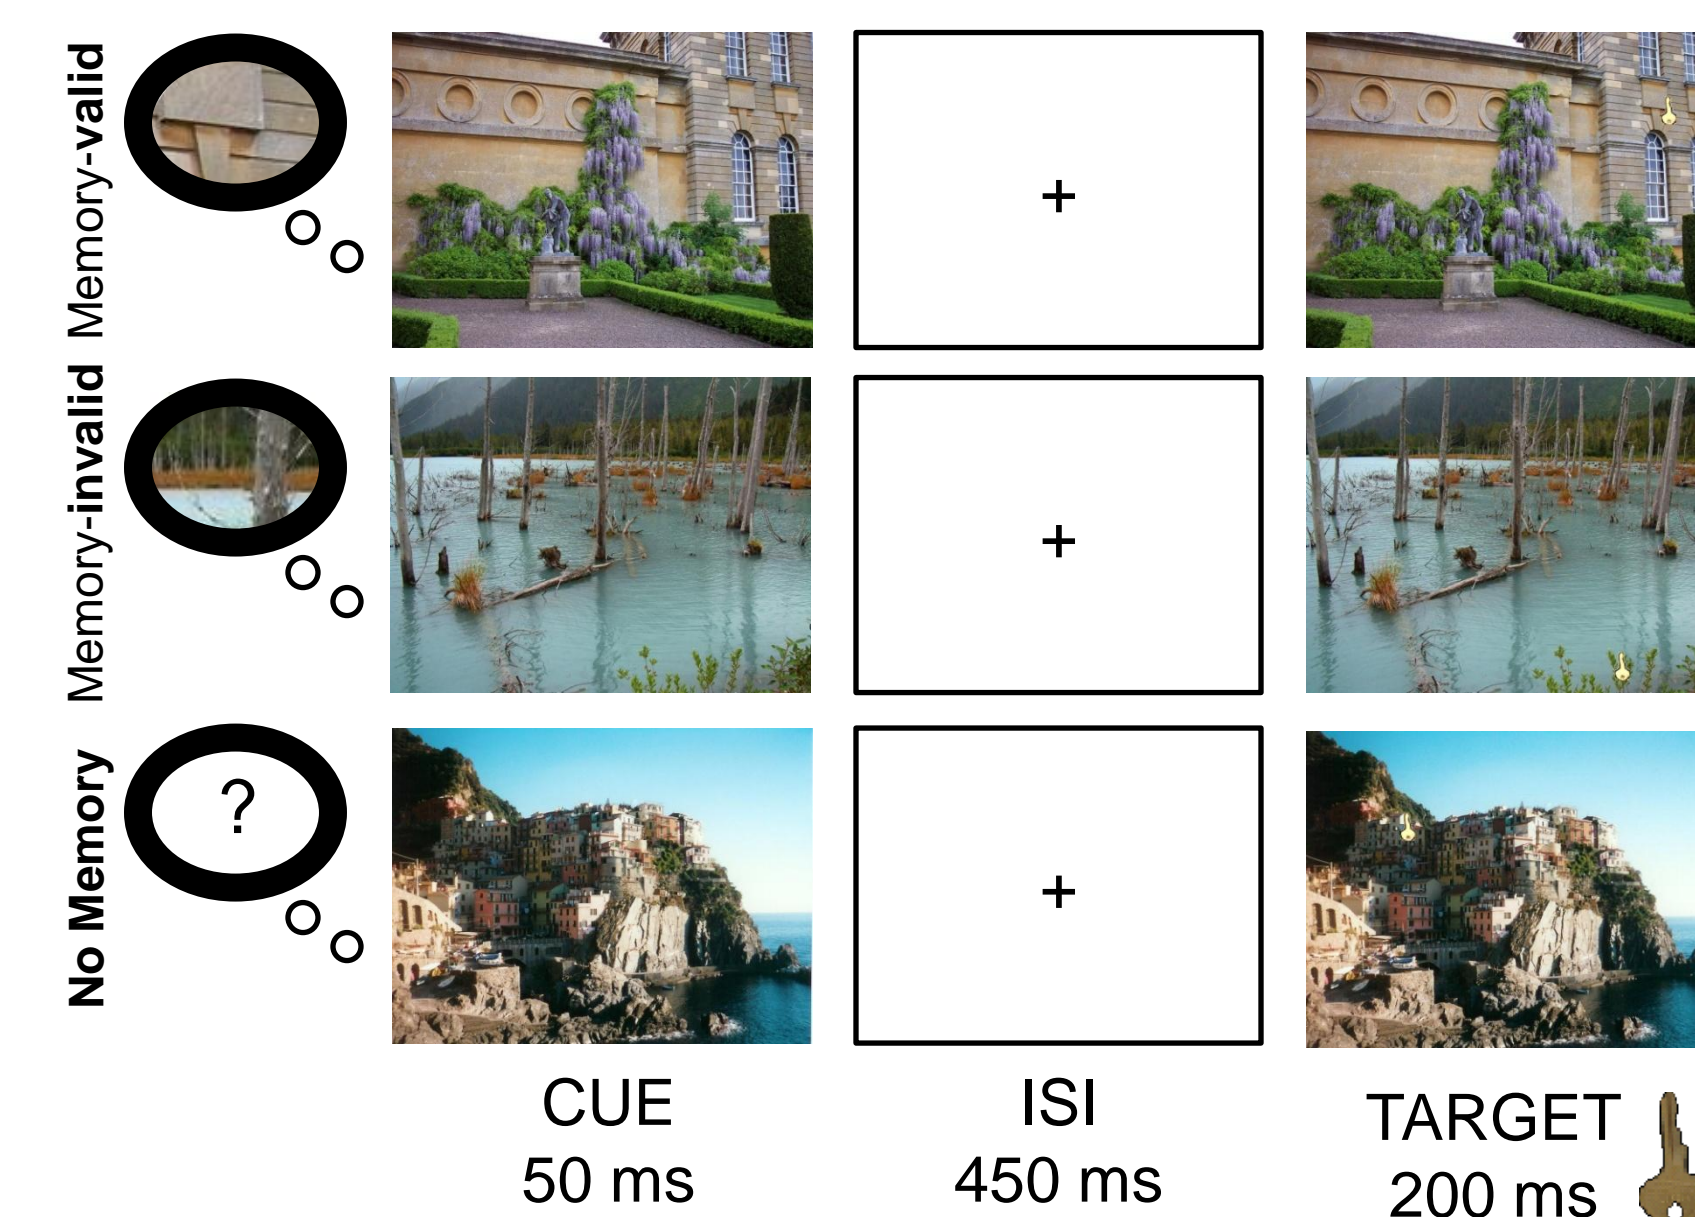 Memory-valid
Memory-invalid
No Memory
?
+
+
+
CUE
50 ms
ISI
450 ms
TARGET
200 ms